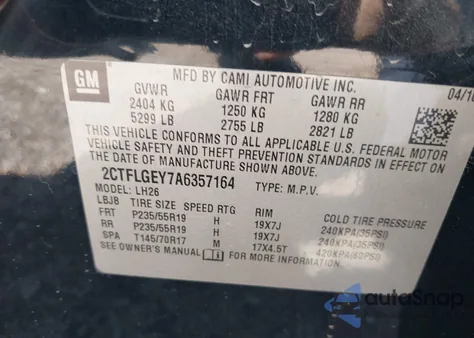 GM
MFD BY CAMI AUTOMOTIVE INC.
04/10
GVWR GAWR FRT GAWR RR
2404 KG 1250 KG 1280 KG
5299 LB 2755 LB 2821 LB
THIS VEHICLE CONFORMS TO ALL APPLICABLE U.S. FEDERAL MOTOR
VEHICLE SAFETY BUMPER, AND THEFT PREVENTION STANDARDS
IN EFFECT ON THE DATE OF MANUFACTURE SHOWN ABOVE.
2CTFLGEY7A6357164 TYPE: M.P.V.
MODEL: LH26
LBJB TIRE SIZE SPEED RTG RIM COLD TIRE PRESSURE
FRT P235/55R19 H 19X7J 240KPA(35PSI)
RR P235/55R19 H 19X7J 240KPA(35PSI)
SPA T145/70R17 M 17X4.5T 420KPA(60PSI)
SEE OWNER'S MANUAL FOR ADDITIONAL INFORMATION.
autoSnap